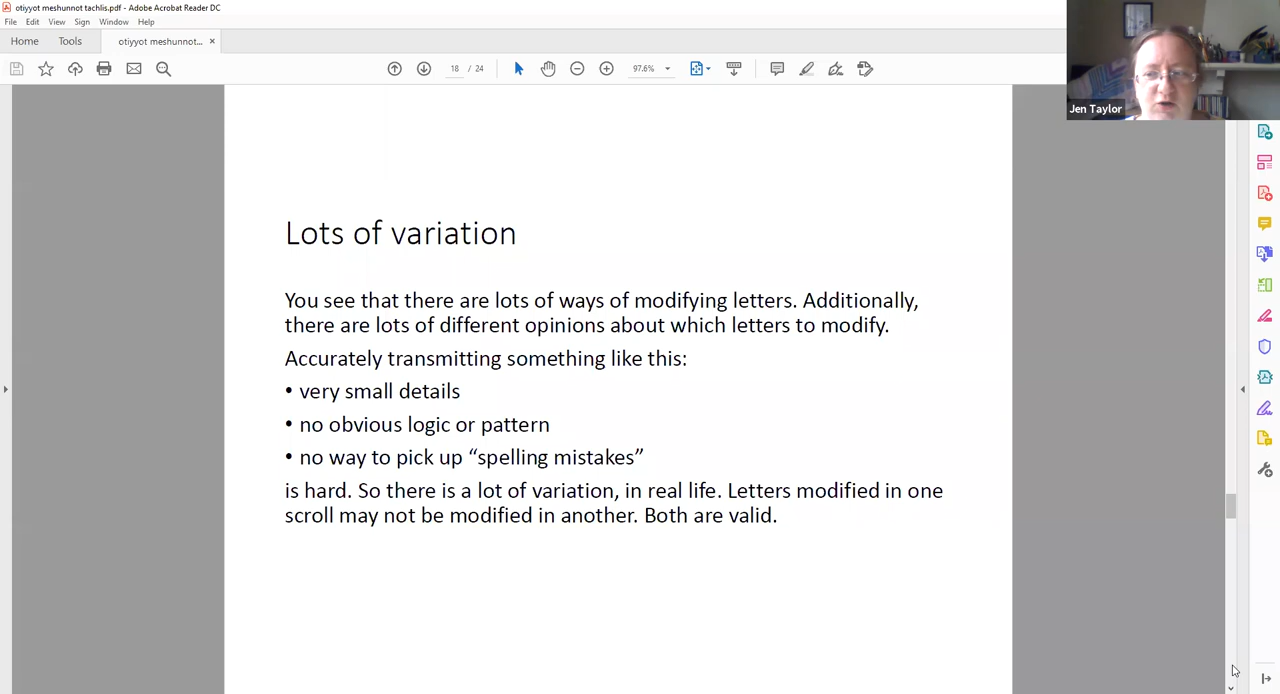 otiyyot meshunnot tachlis.pdf - Adobe Acrobat Reader DC
File Edit View Sign Window Help
Home Tools otiyyot meshunnot... ×
18 / 24 97.6%
Jen Taylor
Lots of variation
You see that there are lots of ways of modifying letters. Additionally,
there are lots of different opinions about which letters to modify.
Accurately transmitting something like this:
• very small details
• no obvious logic or pattern
• no way to pick up “spelling mistakes”
is hard. So there is a lot of variation, in real life. Letters modified in one
scroll may not be modified in another. Both are valid.